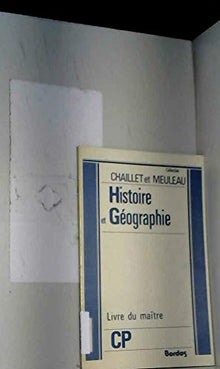 Collection
CHAILLET et MEULEAU
Histoire
et Géographie
Livre du maître
CP
Bordas